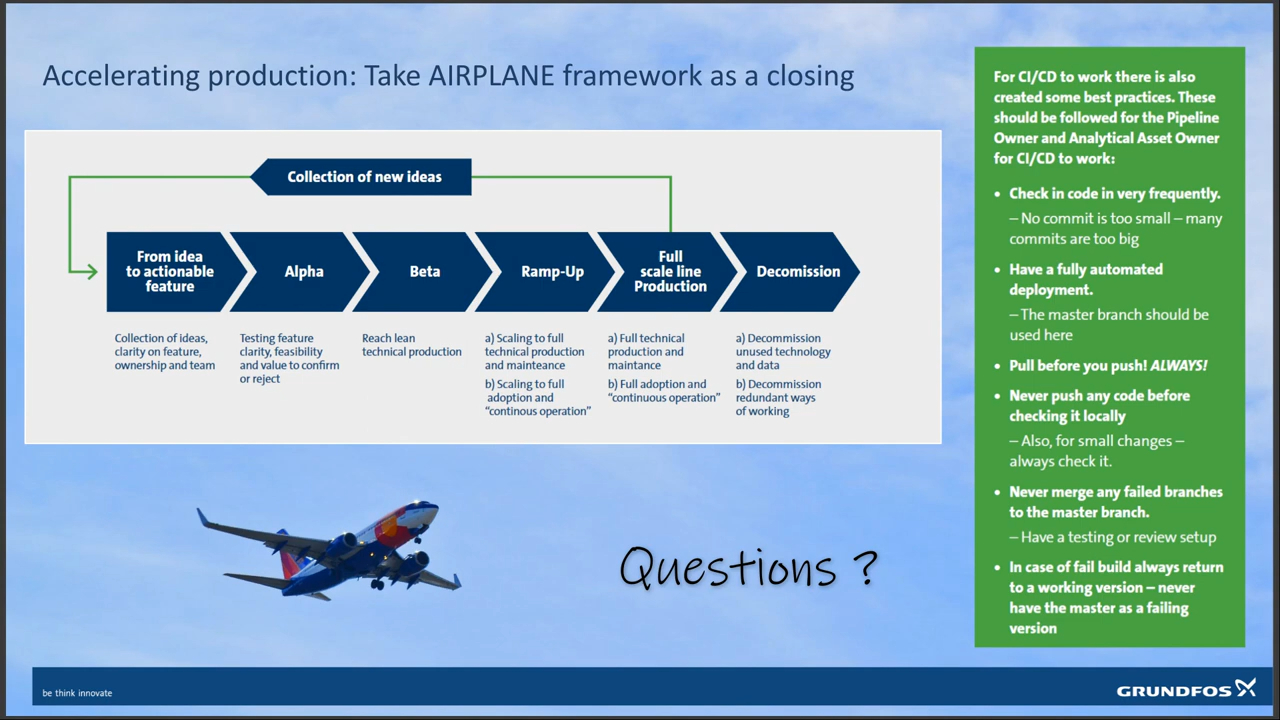 Accelerating production: Take AIRPLANE framework as a closing
Collection of new ideas
From idea
to actionable
feature
Alpha
Beta
Ramp-Up
Full
scale line
Production
Decomission
Collection of ideas,
clarity on feature,
ownership and team
Testing feature
clarity, feasibility
and value to confirm
or reject
Reach lean
technical production
a) Scaling to full
technical production
and mainteance
b) Scaling to full
adoption and
“continous operation”
a) Full technical
production and
maintance
b) Full adoption and
“continuous operation”
a) Decommission
unused technology
and data
b) Decommission
redundant ways
of working
Questions ?
For CI/CD to work there is also
created some best practices. These
should be followed for the Pipeline
Owner and Analytical Asset Owner
for CI/CD to work:
• Check in code in very frequently.
– No commit is too small – many
commits are too big
• Have a fully automated
deployment.
– The master branch should be
used here
• Pull before you push! ALWAYS!
• Never push any code before
checking it locally
– Also, for small changes –
always check it.
• Never merge any failed branches
to the master branch.
– Have a testing or review setup
• In case of fail build always return
to a working version – never
have the master as a failing
version
be think innovate
GRUNDFOS